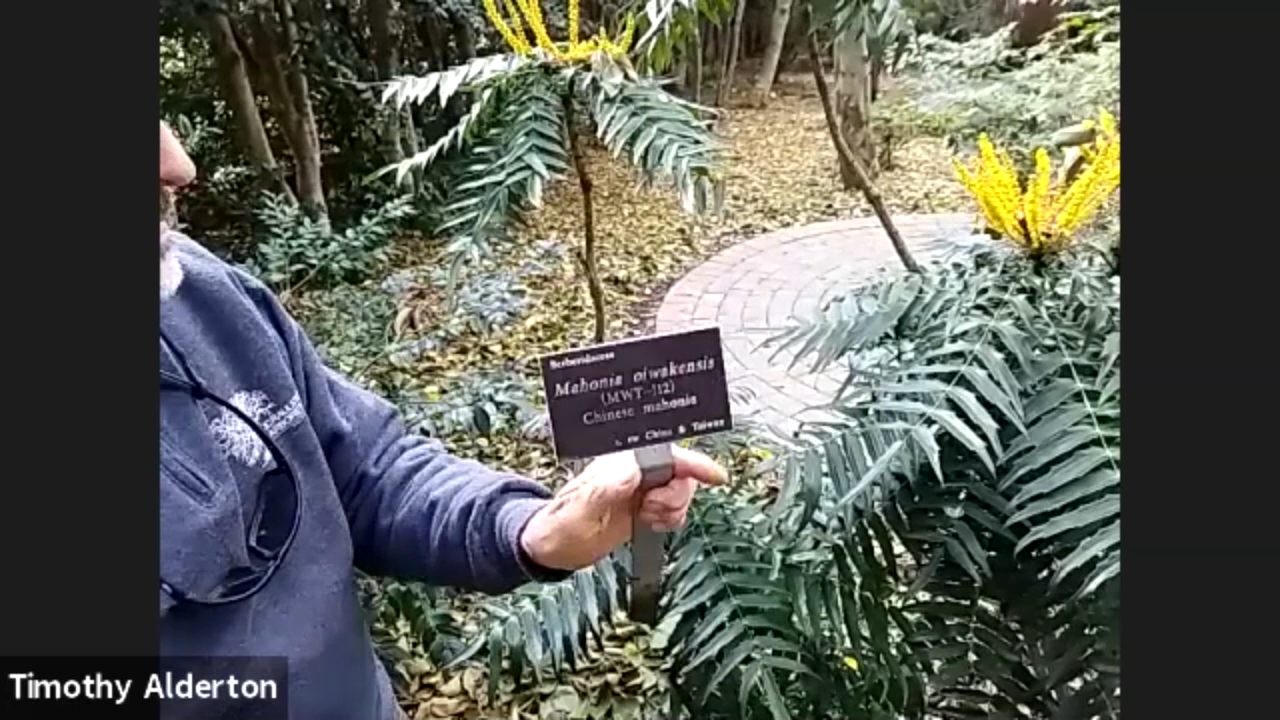 Berberidaceae
Mahonia oiwakensis
(MWT-112)
Chinese mahonia
China & Taiwan
Timothy Alderton